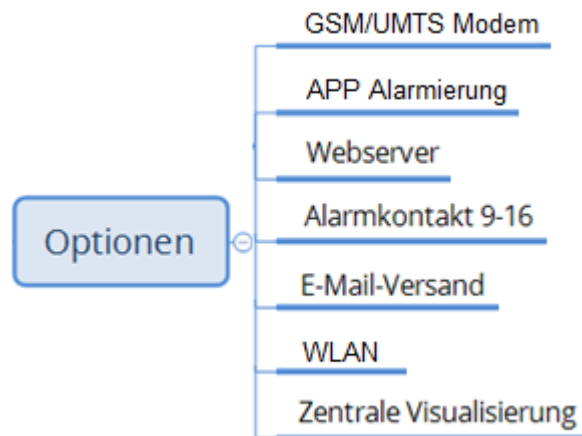 GSM/UMTS Modem
APP Alarmierung
Webserver
Optionen
Alarmkontakt 9-16
E-Mail-Versand
WLAN
Zentrale Visualisierung